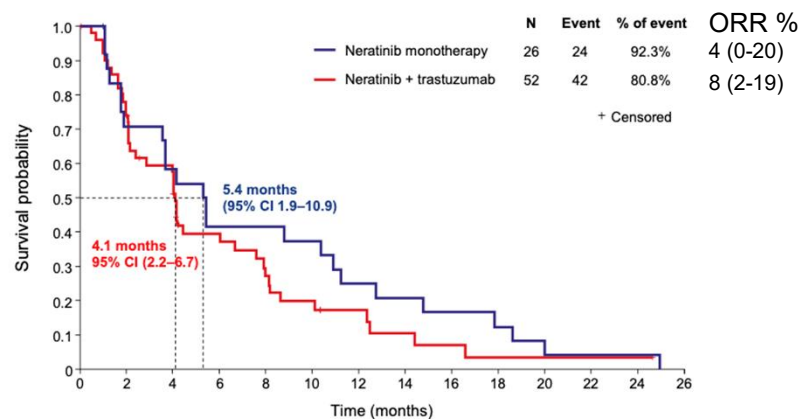 N Event % of event ORR %
Neratinib monotherapy 26 24 92.3% 4 (0-20)
Neratinib + trastuzumab 52 42 80.8% 8 (2-19)
+ Censored
Survival probability
1.0
0.9
0.8
0.7
0.6
0.5
0.4
0.3
0.2
0.1
0
5.4 months
(95% CI 1.9–10.9)
4.1 months
95% CI (2.2–6.7)
0 2 4 6 8 10 12 14 16 18 20 22 24 26
Time (months)